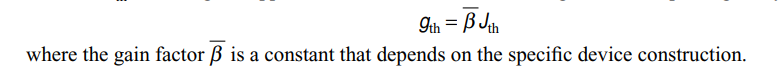 g_th = β̅ J_th
where the gain factor β̅ is a constant that depends on the specific device construction.